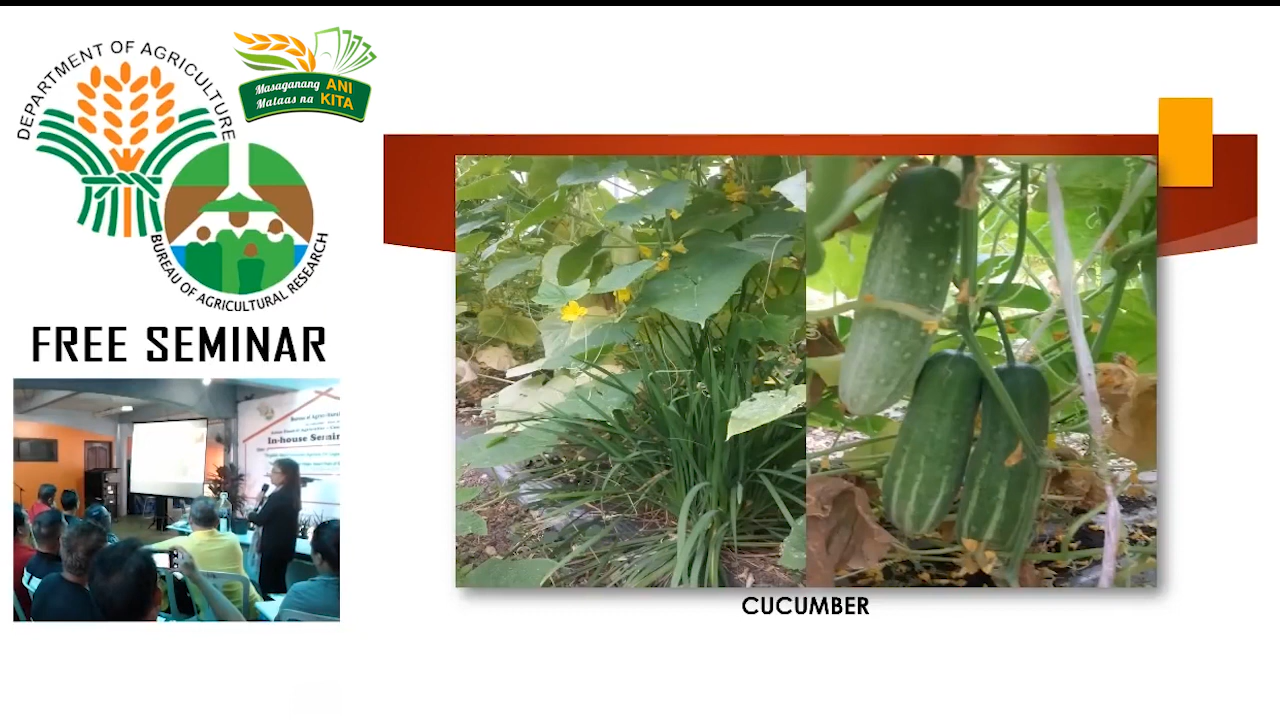 DEPARTMENT OF AGRICULTURE
Masaganang ANI
Mataas na KITA
BUREAU OF AGRICULTURAL RESEARCH
FREE SEMINAR
In-house Semin
CUCUMBER